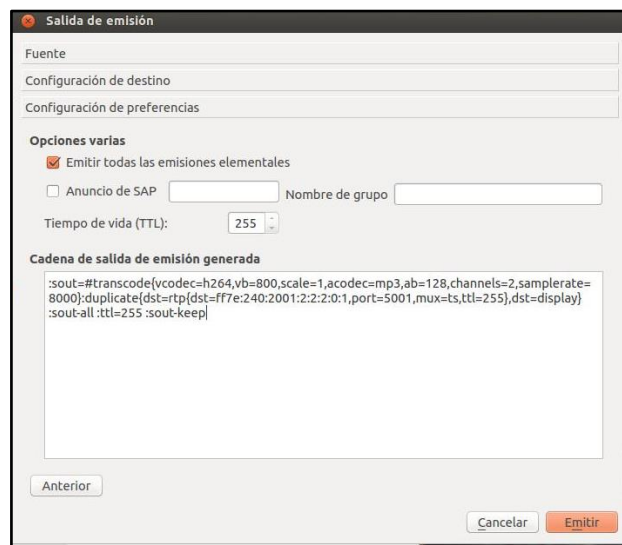 Salida de emisión
Fuente
Configuración de destino
Configuración de preferencias
Opciones varias
Emitir todas las emisiones elementales
Anuncio de SAP
Nombre de grupo
Tiempo de vida (TTL): 255
Cadena de salida de emisión generada
:sout=#transcode{vcodec=h264,vb=800,scale=1,acodec=mp3,ab=128,channels=2,samplerate=
8000}:duplicate{dst=rtp{dst=ff7e:240:2001:2:2:2:0:1,port=5001,mux=ts,ttl=255},dst=display}
:sout-all :ttl=255 :sout-keep
Anterior
Cancelar Emitir